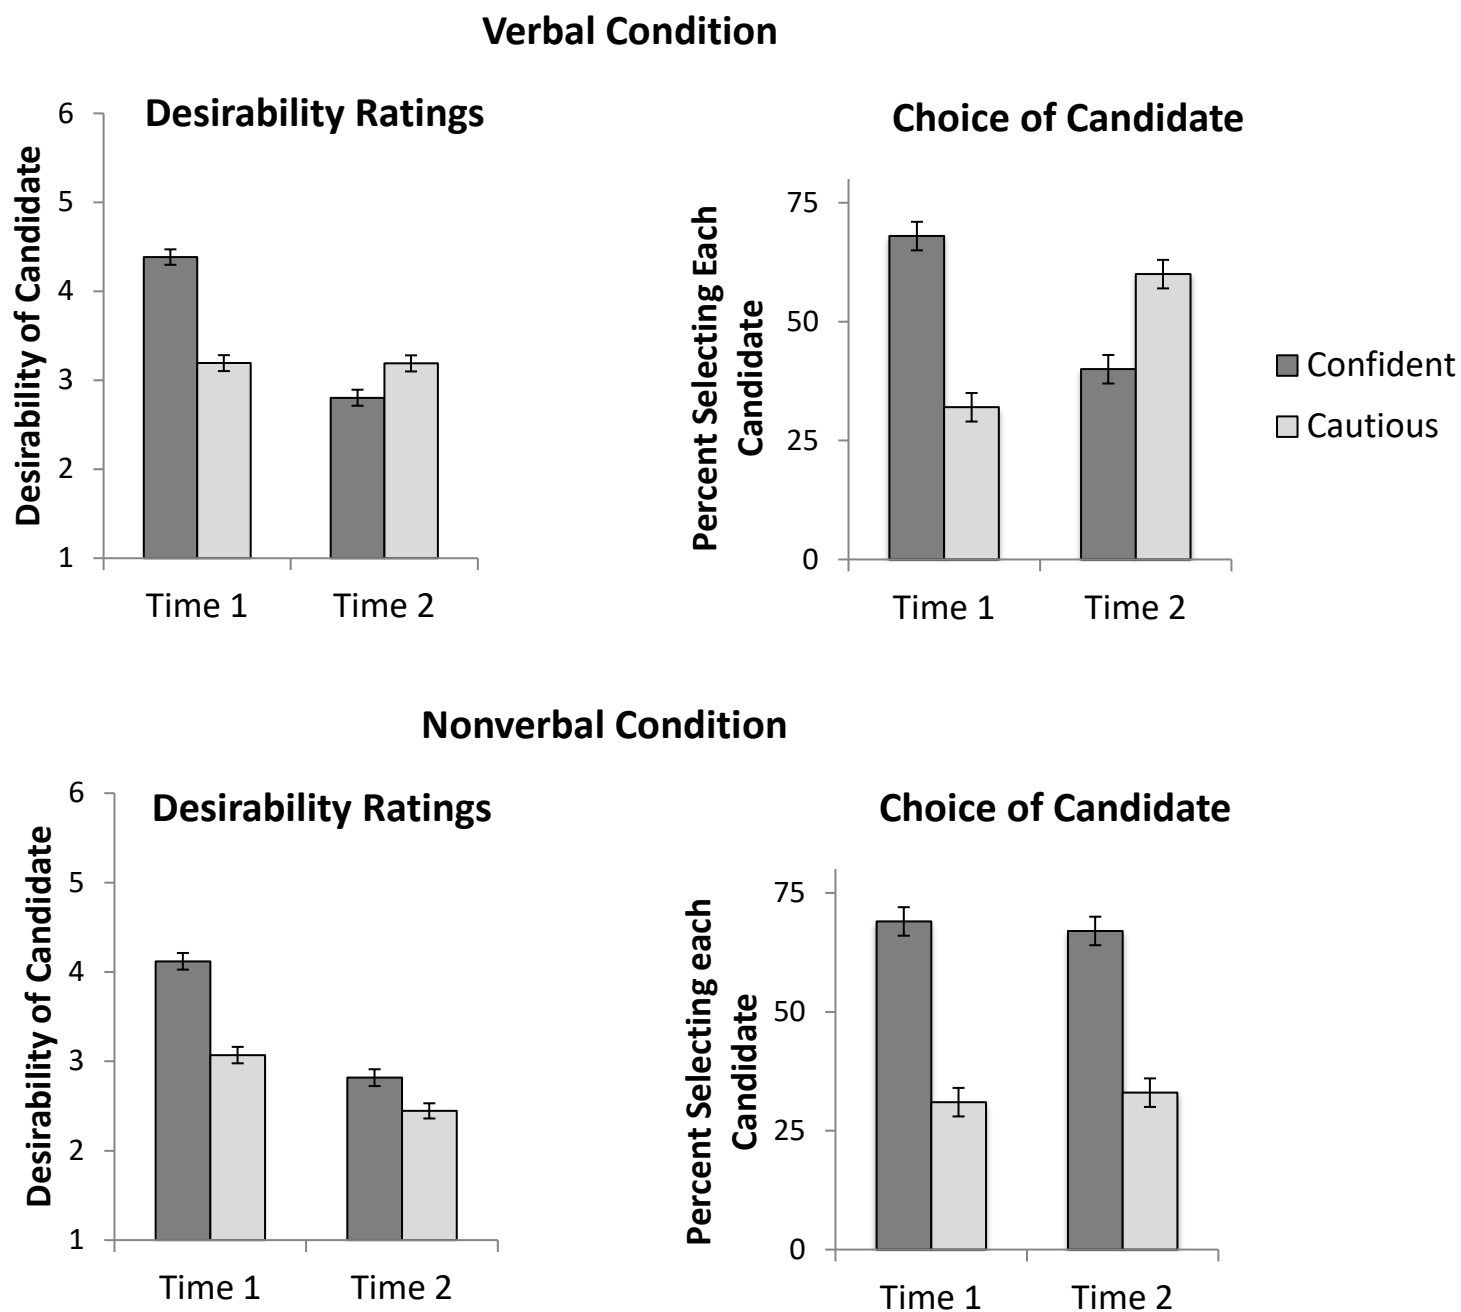 Verbal Condition
Desirability Ratings
Desirability of Candidate
6
5
4
3
2
1
Time 1
Time 2
Choice of Candidate
Percent Selecting Each
Candidate
75
50
25
0
Time 1
Time 2
Confident
Cautious
Nonverbal Condition
Desirability Ratings
Desirability of Candidate
6
5
4
3
2
1
Time 1
Time 2
Choice of Candidate
Percent Selecting each
Candidate
75
50
25
0
Time 1
Time 2